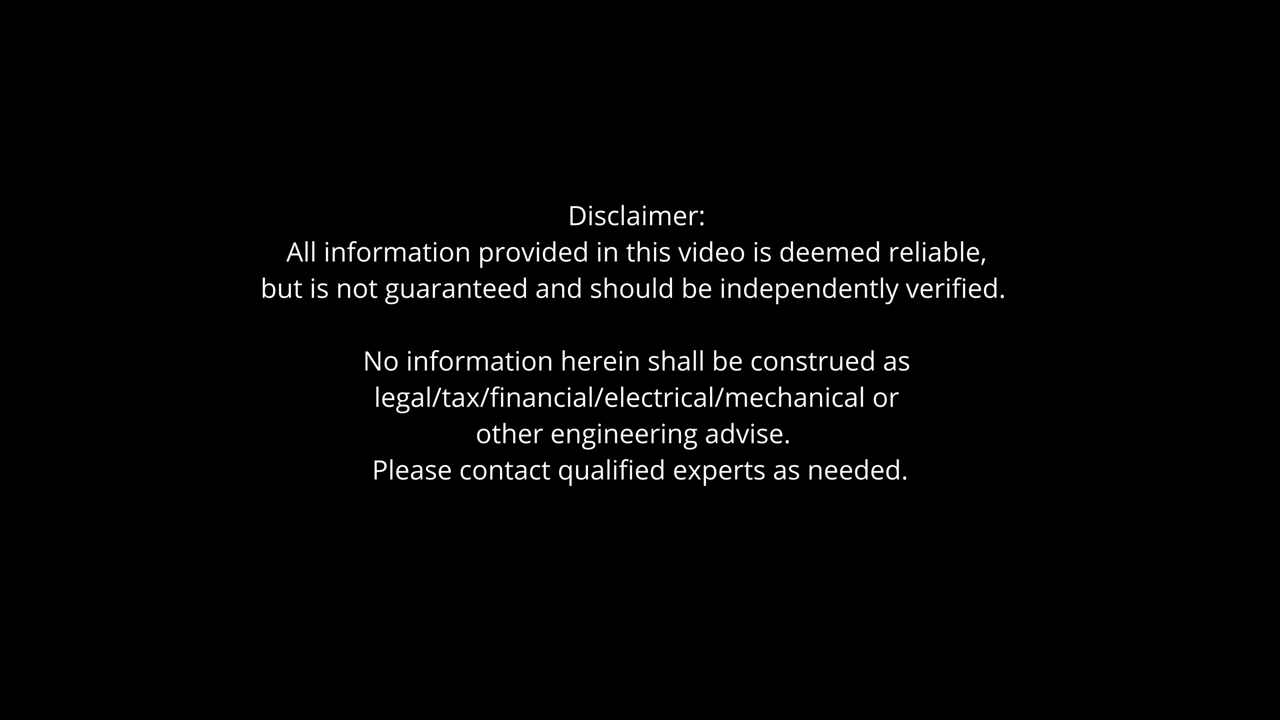 Disclaimer:
All information provided in this video is deemed reliable,
but is not guaranteed and should be independently verified.
No information herein shall be construed as
legal/tax/financial/electrical/mechanical or
other engineering advise.
Please contact qualified experts as needed.